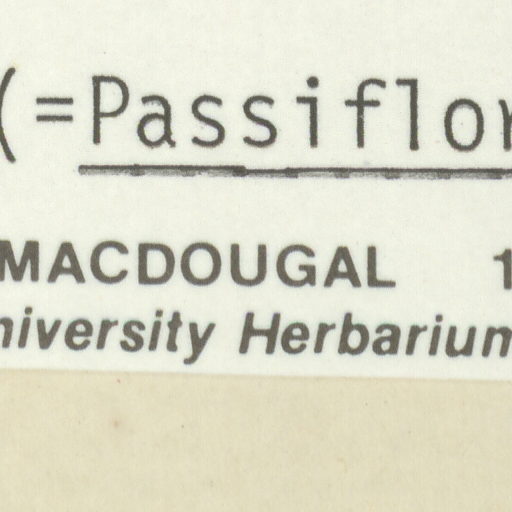 (=Passiflor
MACDOUGAL 1
niversity Herbarium